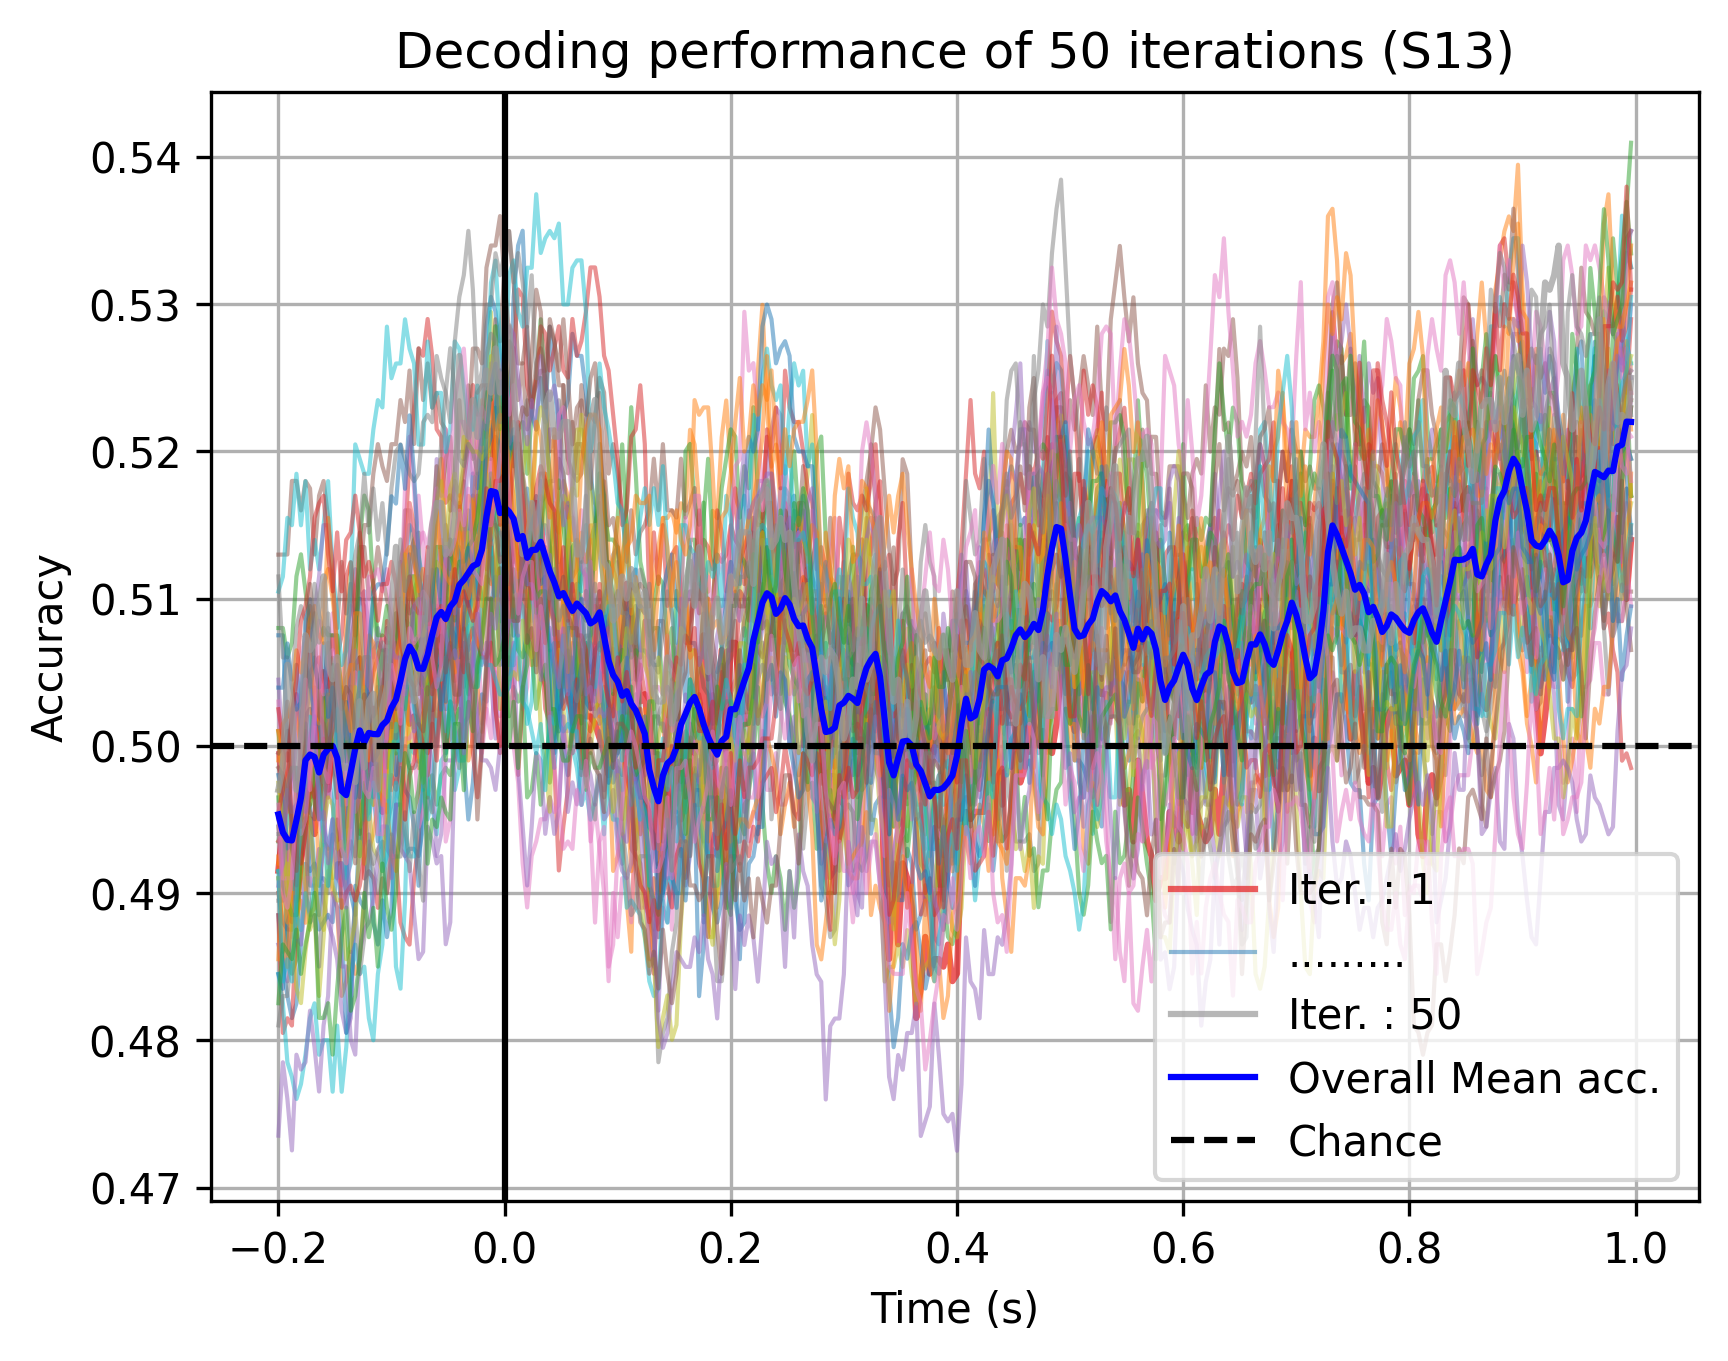 Decoding performance of 50 iterations (S13)
Accuracy
0.54
0.53
0.52
0.51
0.50
0.49
0.48
0.47
Iter. : 1
.........
Iter. : 50
Overall Mean acc.
Chance
−0.2 0.0 0.2 0.4 0.6 0.8 1.0
Time (s)